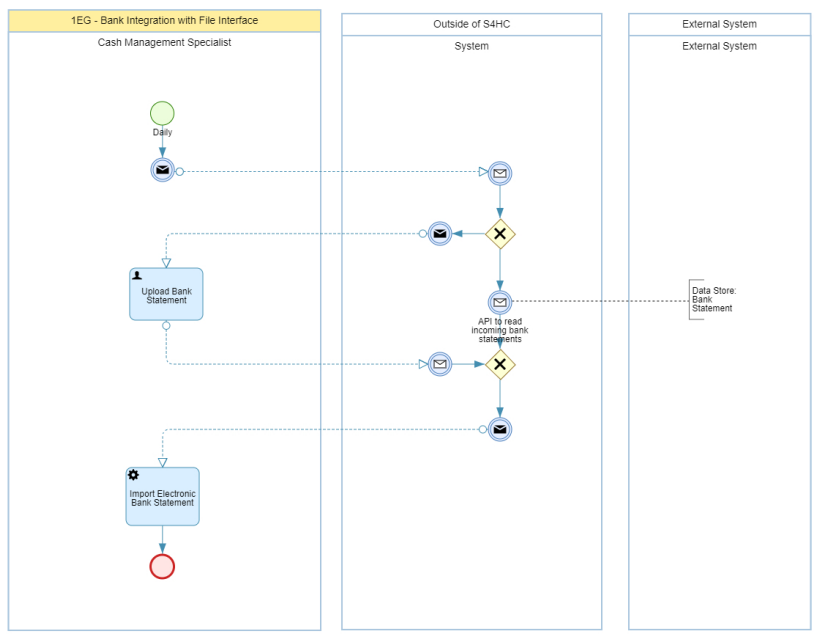 1EG - Bank Integration with File Interface
Cash Management Specialist
Outside of S4HC
System
External System
External System
Daily
Upload Bank
Statement
API to read
incoming bank
statements
Data Store:
Bank
Statement
Import Electronic
Bank Statement